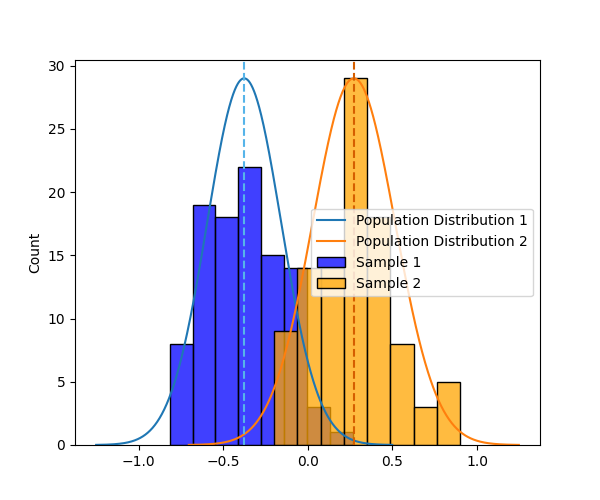 30
25
20
15
10
5
0
Count
Population Distribution 1
Population Distribution 2
Sample 1
Sample 2
−1.0 −0.5 0.0 0.5 1.0